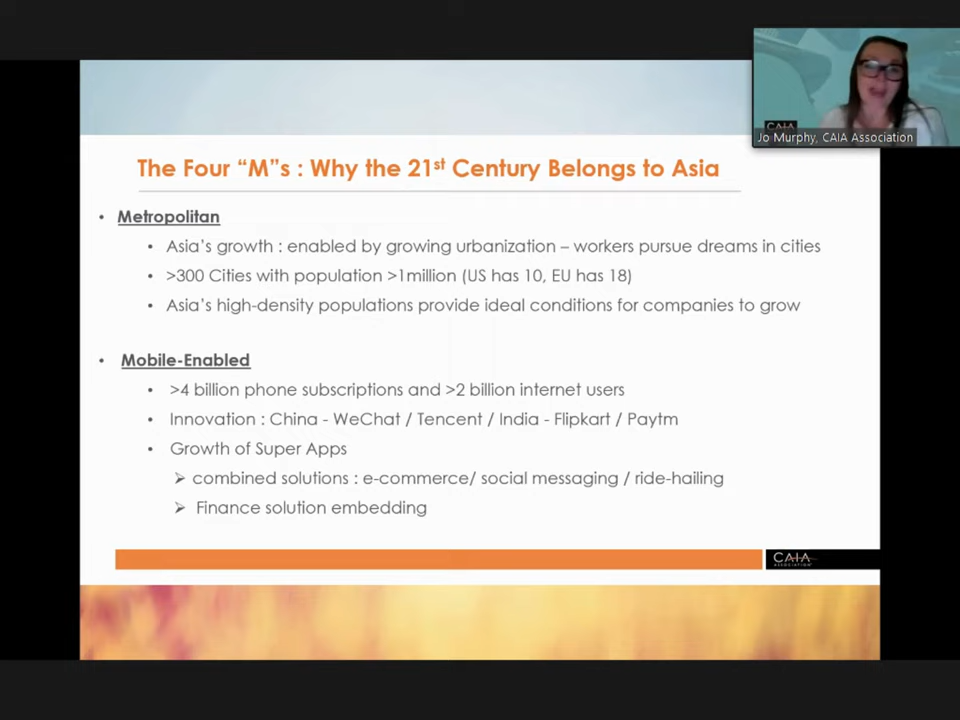 CAIA
Jo Murphy, CAIA Association
The Four “M”s : Why the 21st Century Belongs to Asia
• Metropolitan
• Asia’s growth : enabled by growing urbanization – workers pursue dreams in cities
• >300 Cities with population >1million (US has 10, EU has 18)
• Asia’s high-density populations provide ideal conditions for companies to grow
• Mobile-Enabled
• >4 billion phone subscriptions and >2 billion internet users
• Innovation : China - WeChat / Tencent / India - Flipkart / Paytm
• Growth of Super Apps
➢ combined solutions : e-commerce/ social messaging / ride-hailing
➢ Finance solution embedding
CAIA
ASSOCIATION